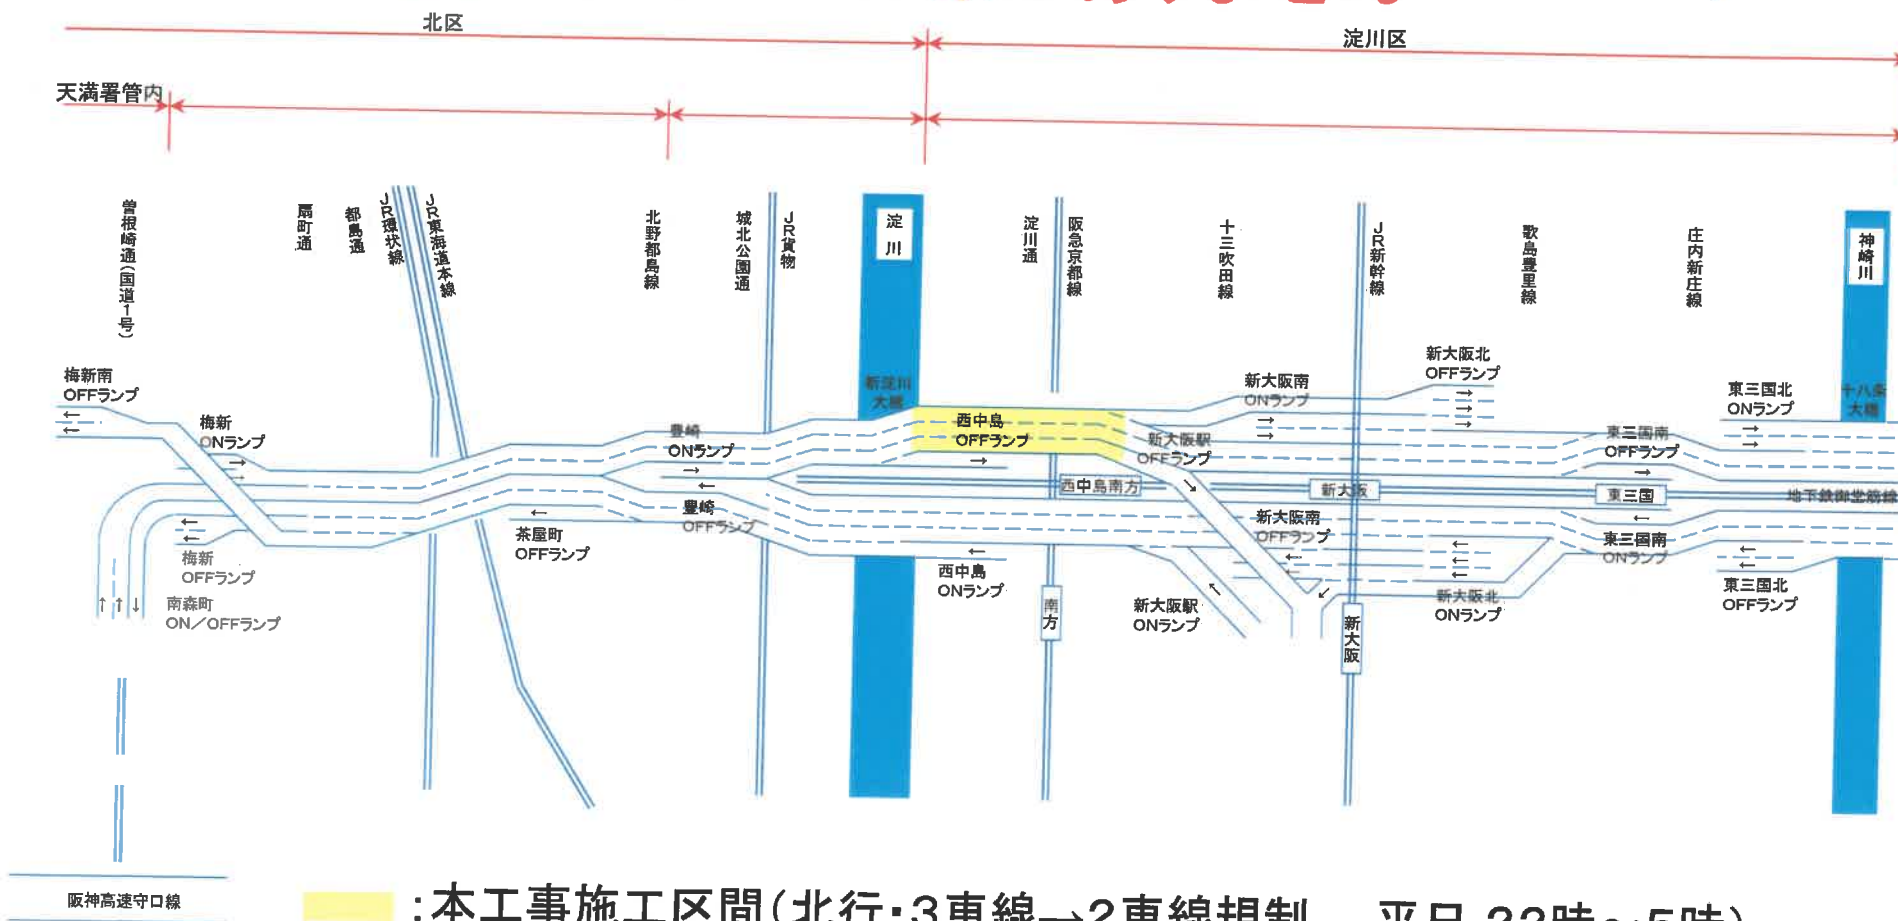 北区
淀川区
天満署管内
曽根崎通(国道1号)
扇町通
都島通
JR環状線
JR東海道本線
北野都島線
城北公園通
JR貨物
淀川
淀川通
阪急京都線
十三吹田線
JR新幹線
歌島豊里線
庄内新庄線
神崎川
梅新南
OFFランプ
梅新
ONランプ
豊崎
ONランプ
新淀川
大橋
西中島
OFFランプ
新大阪駅
OFFランプ
新大阪南
ONランプ
新大阪北
OFFランプ
東三国南
OFFランプ
東三国北
ONランプ
十八条
大橋
西中島南方
新大阪
東三国
地下鉄御堂筋線
梅新
OFFランプ
南森町
ON/OFFランプ
茶屋町
OFFランプ
豊崎
OFFランプ
西中島
ONランプ
南方
新大阪駅
ONランプ
新大阪南
OFFランプ
新大阪
新大阪北
ONランプ
東三国南
ONランプ
東三国北
OFFランプ
阪神高速守口線
:本工事施工区間(北行・3車線→2車線規制 平日 22時~5時)